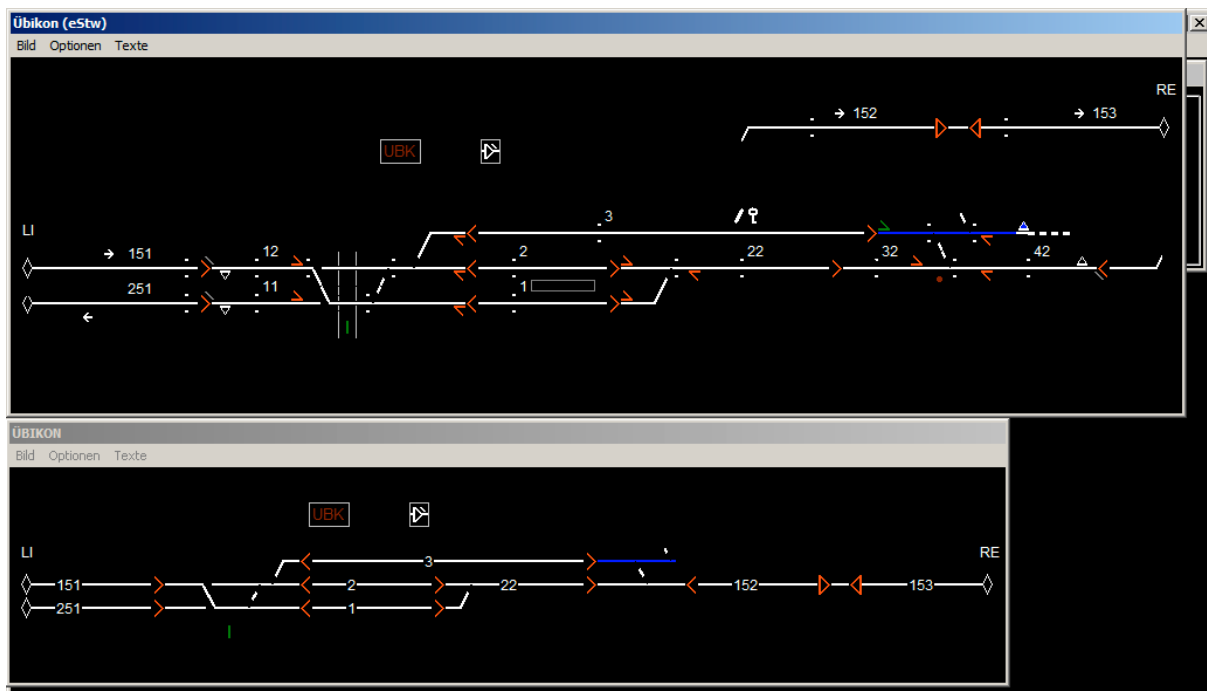 Übikon (eStw)
Bild Optionen Texte
RE
152 153
UBK
3
LI
151 12 2 22 32 42
251 11 1
ÜBIKON
Bild Optionen Texte
UBK
LI RE
3
151 2 22 152 153
251 1